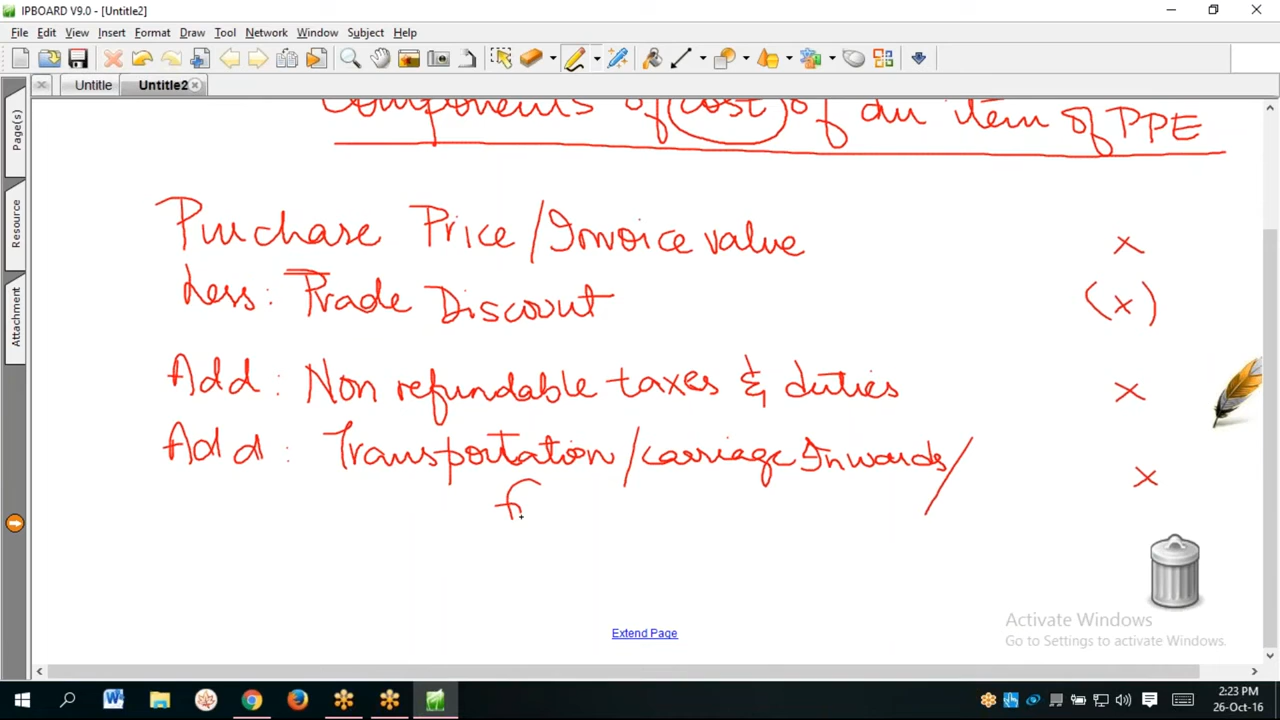 IPBOARD V9.0 - [Untitle2]
File Edit View Insert Format Draw Tool Network Window Subject Help
Untitle Untitle2
Components of cost of an item of PPE
Purchase Price/Invoice value x
Less: Trade Discount (x)
Add: Non refundable taxes & duties x
Add: Transportation/carriage Inwards/ x
f
Page(s)
Resource
Attachment
Extend Page
Activate Windows
Go to Settings to activate Windows.
2:23 PM
26-Oct-16